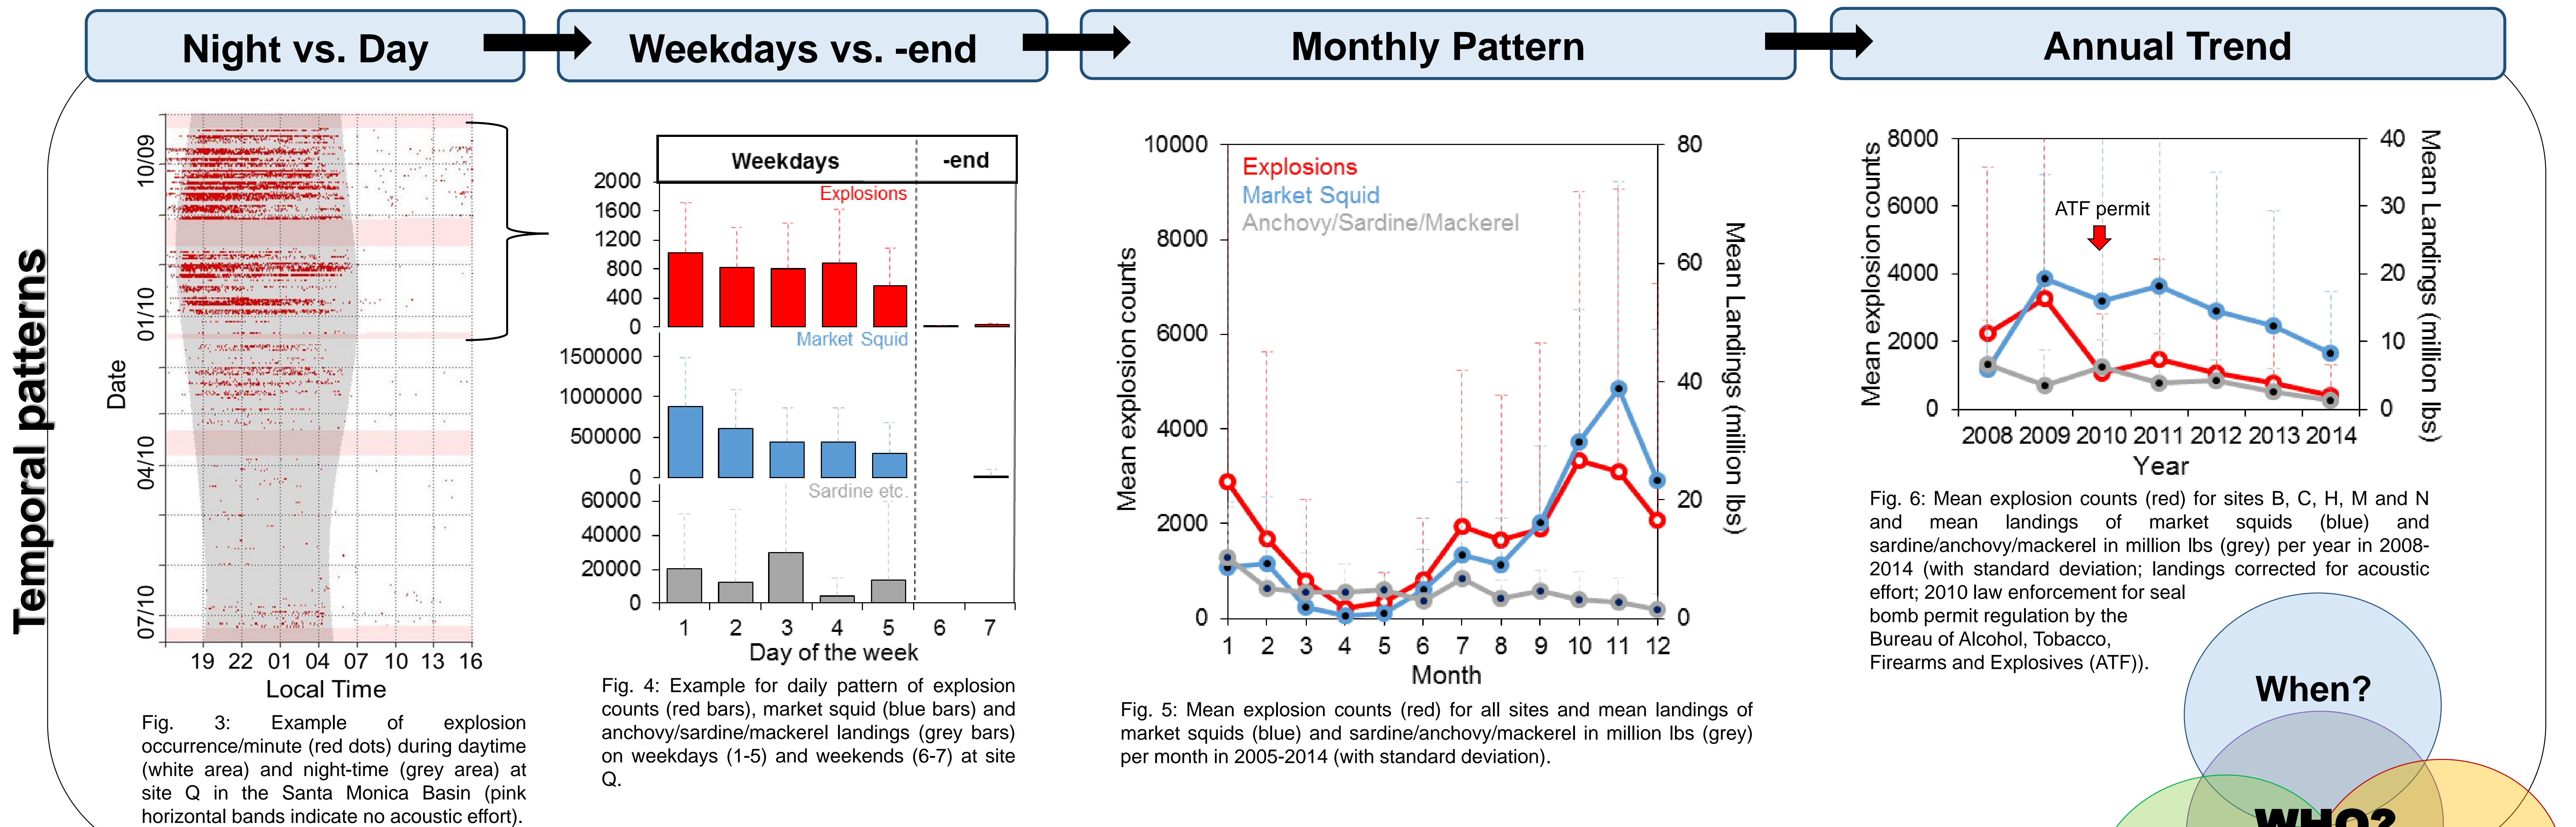 Night vs. Day
Weekdays vs. -end
Monthly Pattern
Annual Trend
Temporal patterns
Date
10/09
01/10
04/10
07/10
19 22 01 04 07 10 13 16
Local Time
Fig. 3: Example of explosion
occurrence/minute (red dots) during daytime
(white area) and night-time (grey area) at
site Q in the Santa Monica Basin (pink
horizontal bands indicate no acoustic effort).
Weekdays
-end
2000
Explosions
1600
1200
800
400
0
Market Squid
1500000
1000000
500000
0
Sardine etc.
60000
40000
20000
0
1 2 3 4 5 6 7
Day of the week
Fig. 4: Example for daily pattern of explosion
counts (red bars), market squid (blue bars) and
anchovy/sardine/mackerel landings (grey bars)
on weekdays (1-5) and weekends (6-7) at site
Q.
Mean explosion counts
10000
8000
6000
4000
2000
0
Explosions
Market Squid
Anchovy/Sardine/Mackerel
80
60
40
20
0
Mean Landings (million lbs)
1 2 3 4 5 6 7 8 9 10 11 12
Month
Fig. 5: Mean explosion counts (red) for all sites and mean landings of
market squids (blue) and sardine/anchovy/mackerel in million lbs (grey)
per month in 2005-2014 (with standard deviation).
Mean explosion counts
8000
6000
4000
2000
0
ATF permit
40
30
20
10
0
Mean Landings (million lbs)
2008 2009 2010 2011 2012 2013 2014
Year
Fig. 6: Mean explosion counts (red) for sites B, C, H, M and N
and mean landings of market squids (blue) and
sardine/anchovy/mackerel in million lbs (grey) per year in 2008-
2014 (with standard deviation; landings corrected for acoustic
effort; 2010 law enforcement for seal
bomb permit regulation by the
Bureau of Alcohol, Tobacco,
Firearms and Explosives (ATF)).
When?
WHO?